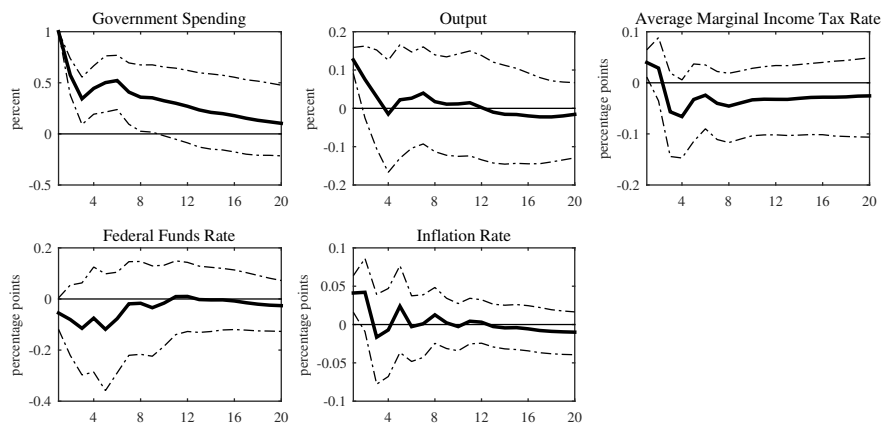 Government Spending
percent
1
0.5
0
-0.5
4 8 12 16 20
Output
percent
0.2
0.1
0
-0.1
-0.2
4 8 12 16 20
Average Marginal Income Tax Rate
percentage points
0.1
0
-0.1
-0.2
4 8 12 16 20
Federal Funds Rate
percentage points
0.2
0
-0.2
-0.4
4 8 12 16 20
Inflation Rate
percentage points
0.1
0.05
0
-0.05
-0.1
4 8 12 16 20